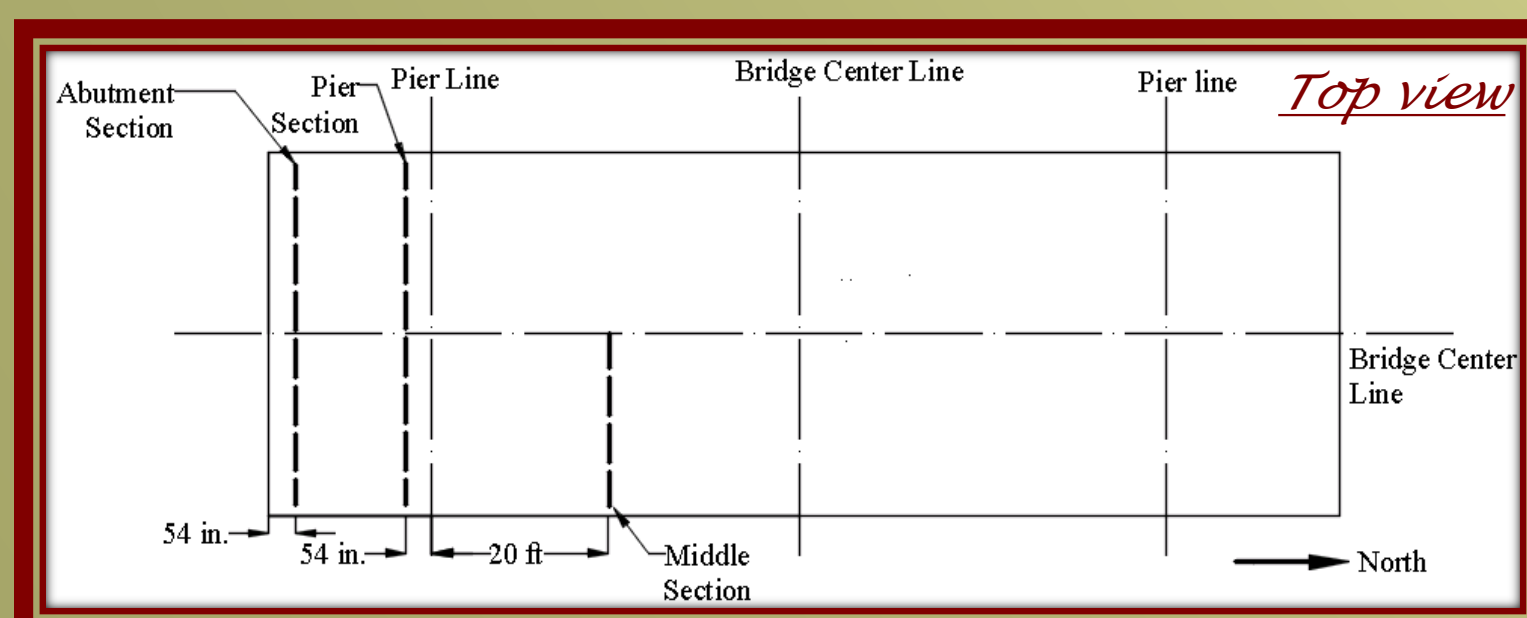 Top view
Abutment
Section
Pier
Section
Pier Line
Bridge Center Line
Pier line
Bridge Center
Line
54 in.
54 in.
20 ft
Middle
Section
North